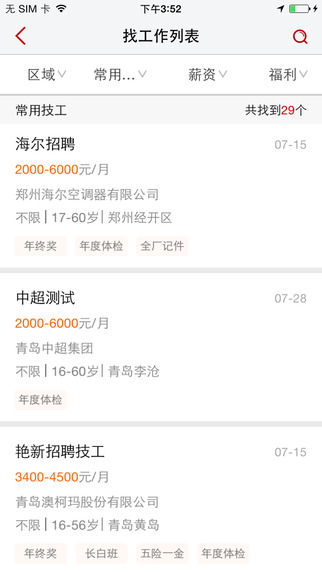 无 SIM 卡 下午3:52
找工作列表
区域 常用... 薪资 福利
常用技工 共找到29个
海尔招聘 07-15
2000-6000元/月
郑州海尔空调器有限公司
不限 | 17-60岁 | 郑州经开区
年终奖 年度体检 全厂记件
中超测试 07-28
2000-6000元/月
青岛中超集团
不限 | 16-60岁 | 青岛李沧
年度体检
艳新招聘技工 07-15
3400-4500元/月
青岛澳柯玛股份有限公司
不限 | 16-56岁 | 青岛黄岛
年终奖 长白班 五险一金 年度体检